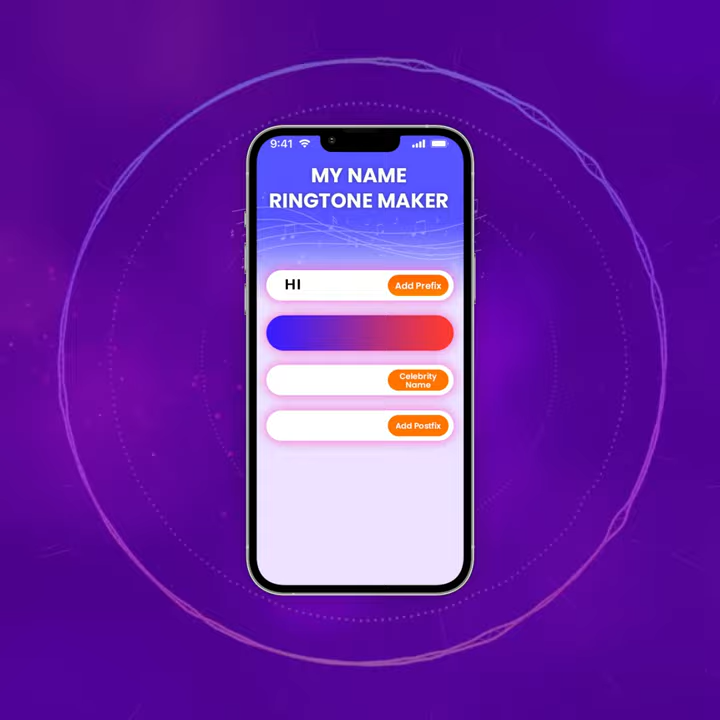 9:41
MY NAME
RINGTONE MAKER
HI
Add Prefix
Celebrity
Name
Add Postfix